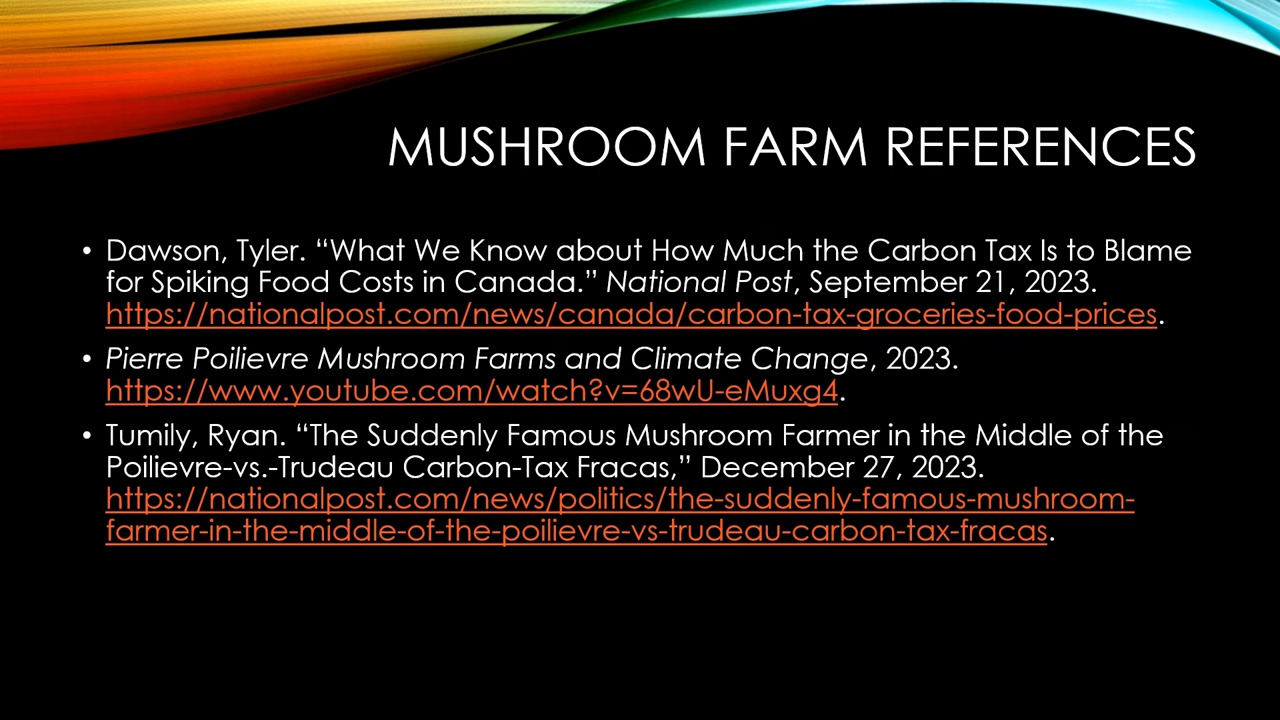 MUSHROOM FARM REFERENCES
• Dawson, Tyler. “What We Know about How Much the Carbon Tax Is to Blame
for Spiking Food Costs in Canada.” National Post, September 21, 2023.
https://nationalpost.com/news/canada/carbon-tax-groceries-food-prices.
• Pierre Poilievre Mushroom Farms and Climate Change, 2023.
https://www.youtube.com/watch?v=68wU-eMuxg4.
• Tumily, Ryan. “The Suddenly Famous Mushroom Farmer in the Middle of the
Poilievre-vs.-Trudeau Carbon-Tax Fracas,” December 27, 2023.
https://nationalpost.com/news/politics/the-suddenly-famous-mushroom-
farmer-in-the-middle-of-the-poilievre-vs-trudeau-carbon-tax-fracas.